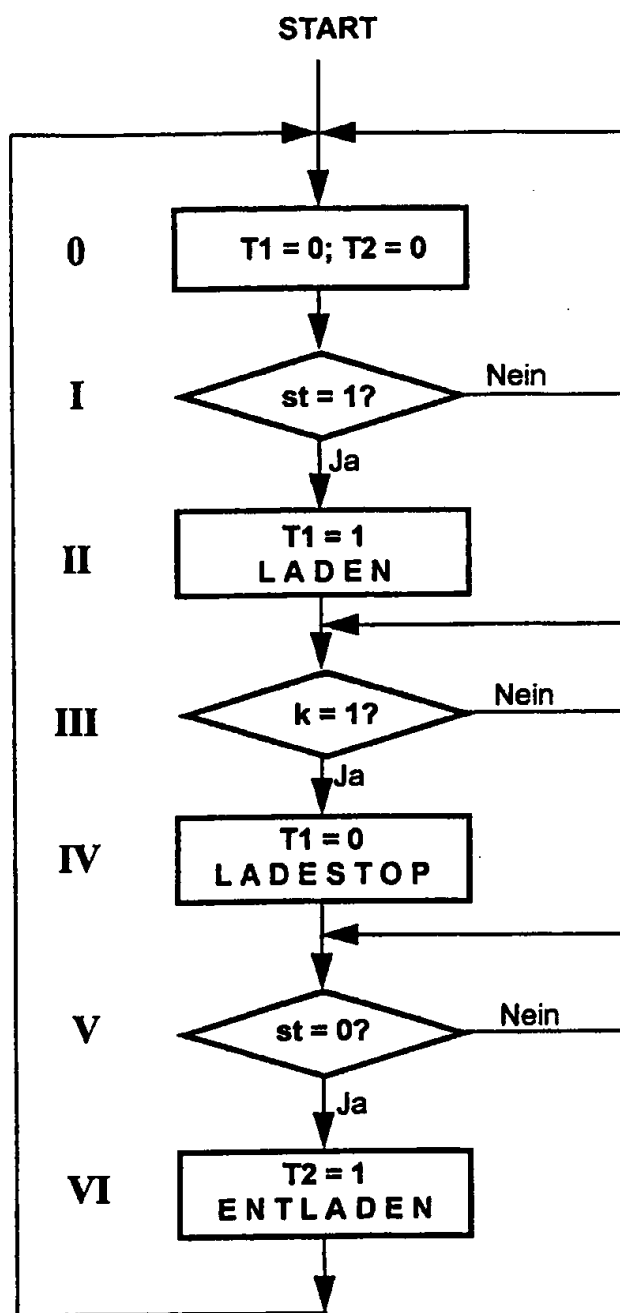 START
0
T1 = 0; T2 = 0
I
st = 1?
Nein
Ja
II
T1 = 1
LADEN
III
k = 1?
Nein
Ja
IV
T1 = 0
LADESTOP
V
st = 0?
Nein
Ja
VI
T2 = 1
ENTLADEN